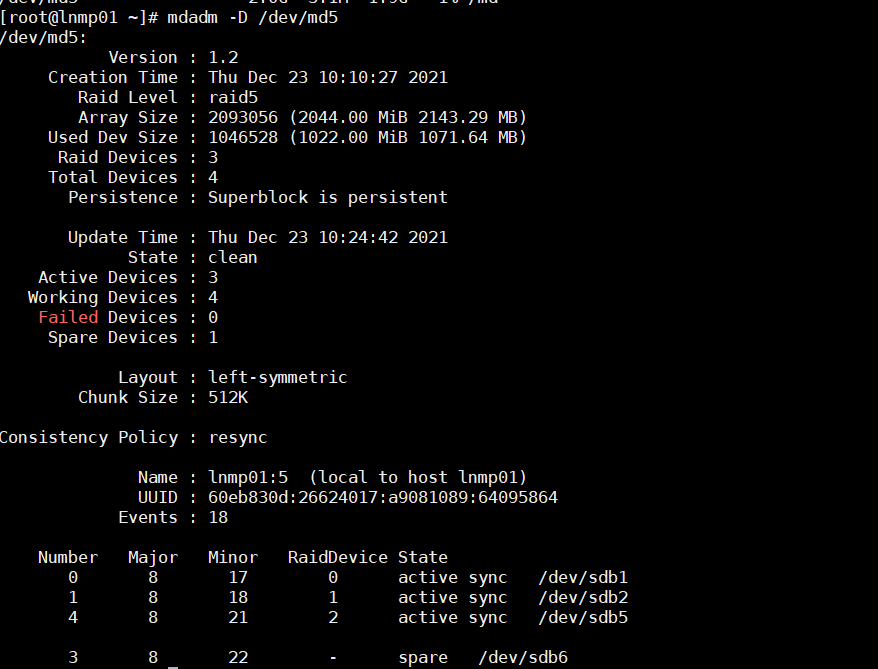 [root@lnmp01 ~]# mdadm -D /dev/md5
/dev/md5:
Version : 1.2
Creation Time : Thu Dec 23 10:10:27 2021
Raid Level : raid5
Array Size : 2093056 (2044.00 MiB 2143.29 MB)
Used Dev Size : 1046528 (1022.00 MiB 1071.64 MB)
Raid Devices : 3
Total Devices : 4
Persistence : Superblock is persistent
Update Time : Thu Dec 23 10:24:42 2021
State : clean
Active Devices : 3
Working Devices : 4
Failed Devices : 0
Spare Devices : 1
Layout : left-symmetric
Chunk Size : 512K
Consistency Policy : resync
Name : lnmp01:5  (local to host lnmp01)
UUID : 60eb830d:26624017:a9081089:64095864
Events : 18
Number   Major   Minor   RaidDevice State
0       8       17        0      active sync   /dev/sdb1
1       8       18        1      active sync   /dev/sdb2
4       8       21        2      active sync   /dev/sdb5
3       8       22        -      spare   /dev/sdb6